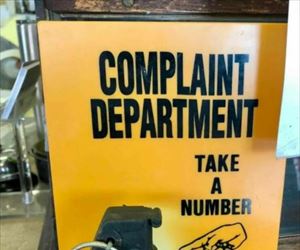 COMPLAINT
DEPARTMENT
TAKE
A
NUMBER